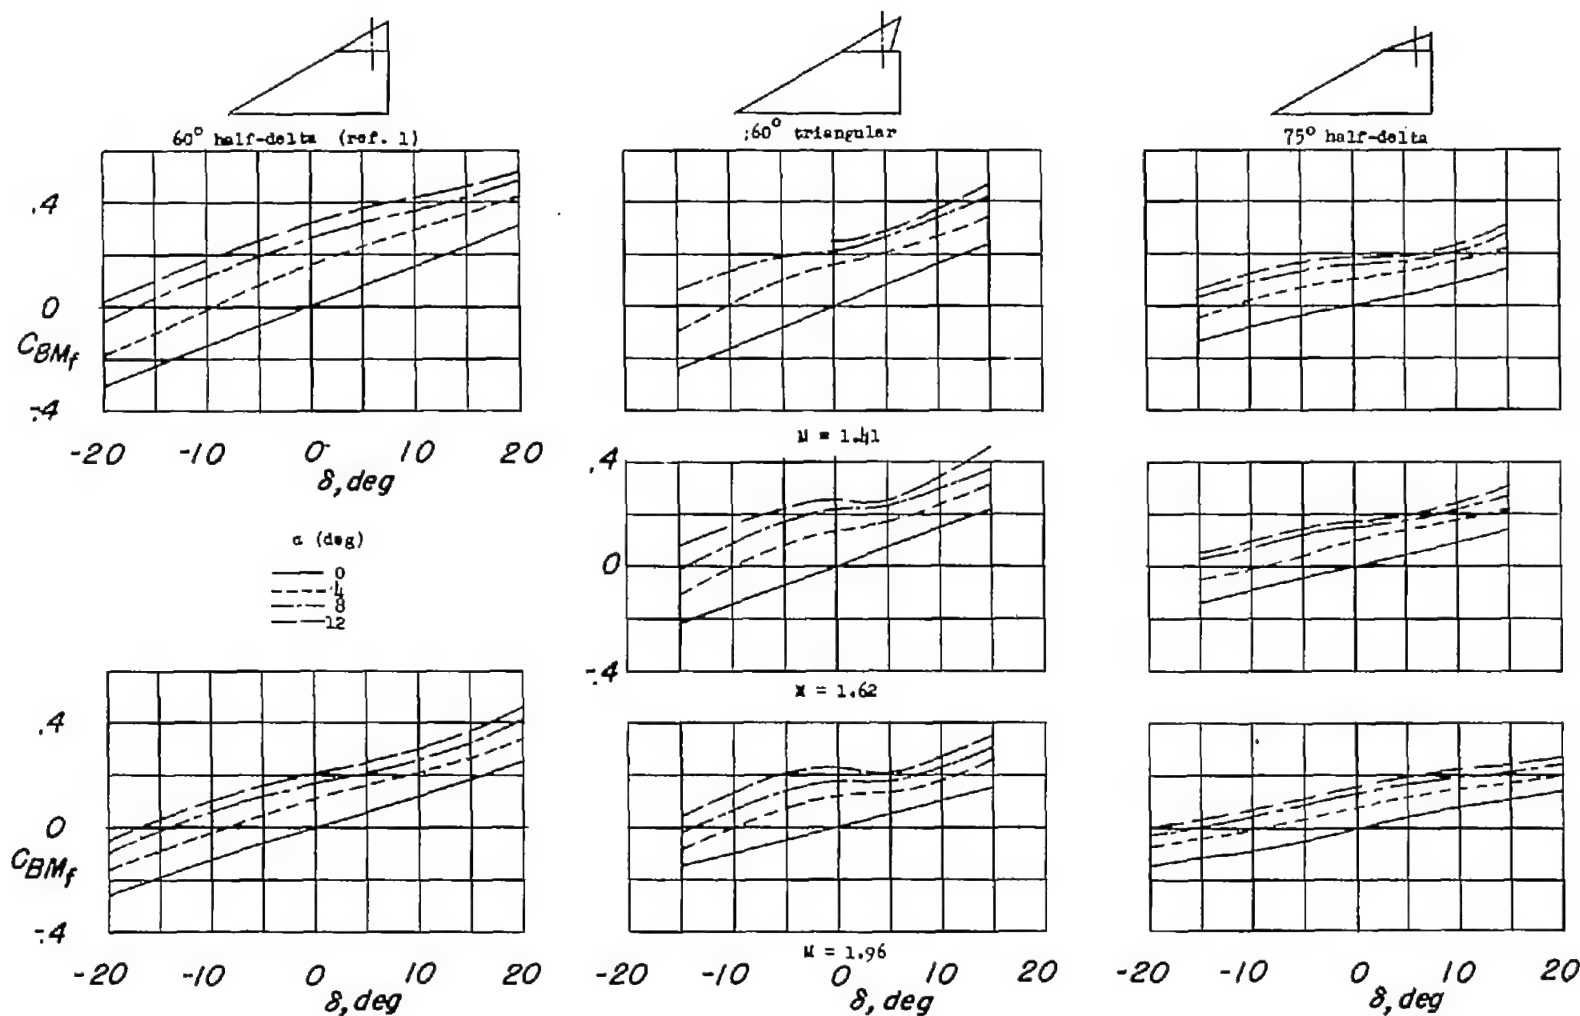 60° half-delta (ref. 1)
;60° triangular
75° half-delta
.4
0
C_BMf
-.4
-20 -10 0 10 20
δ, deg
M = 1.41
.4
0
-.4
α (deg)
0
4
8
12
M = 1.62
.4
0
C_BMf
-.4
M = 1.96
-20 -10 0 10 20
δ, deg
-20 -10 0 10 20
δ, deg
-20 -10 0 10 20
δ, deg